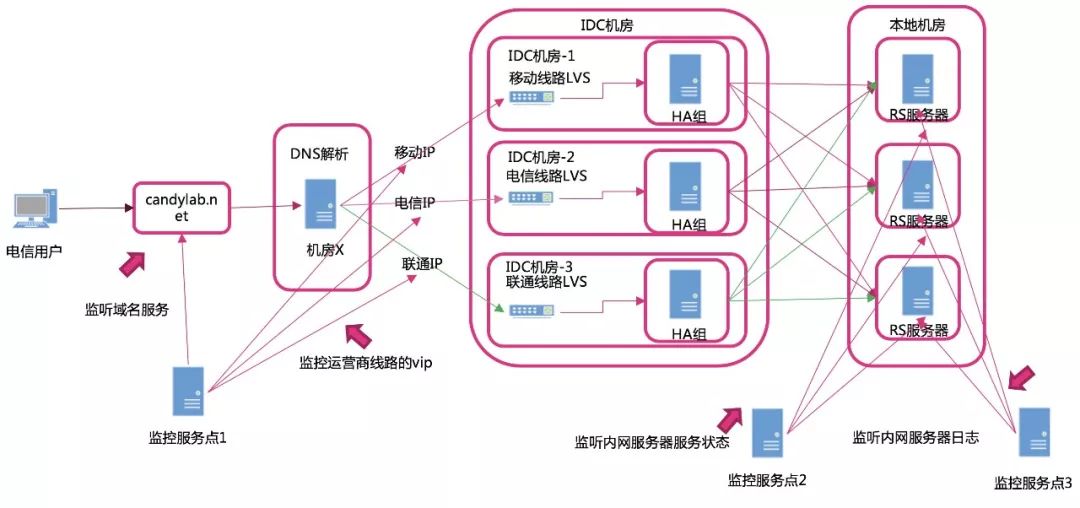 电信用户
candylab.n
et
监听域名服务
监控服务点1
DNS解析
机房X
移动IP
电信IP
联通IP
监控运营商线路的vip
IDC机房
IDC机房-1
移动线路LVS
HA组
IDC机房-2
电信线路LVS
HA组
IDC机房-3
联通线路LVS
HA组
本地机房
RS服务器
RS服务器
RS服务器
监听内网服务器服务状态
监控服务点2
监听内网服务器日志
监控服务点3